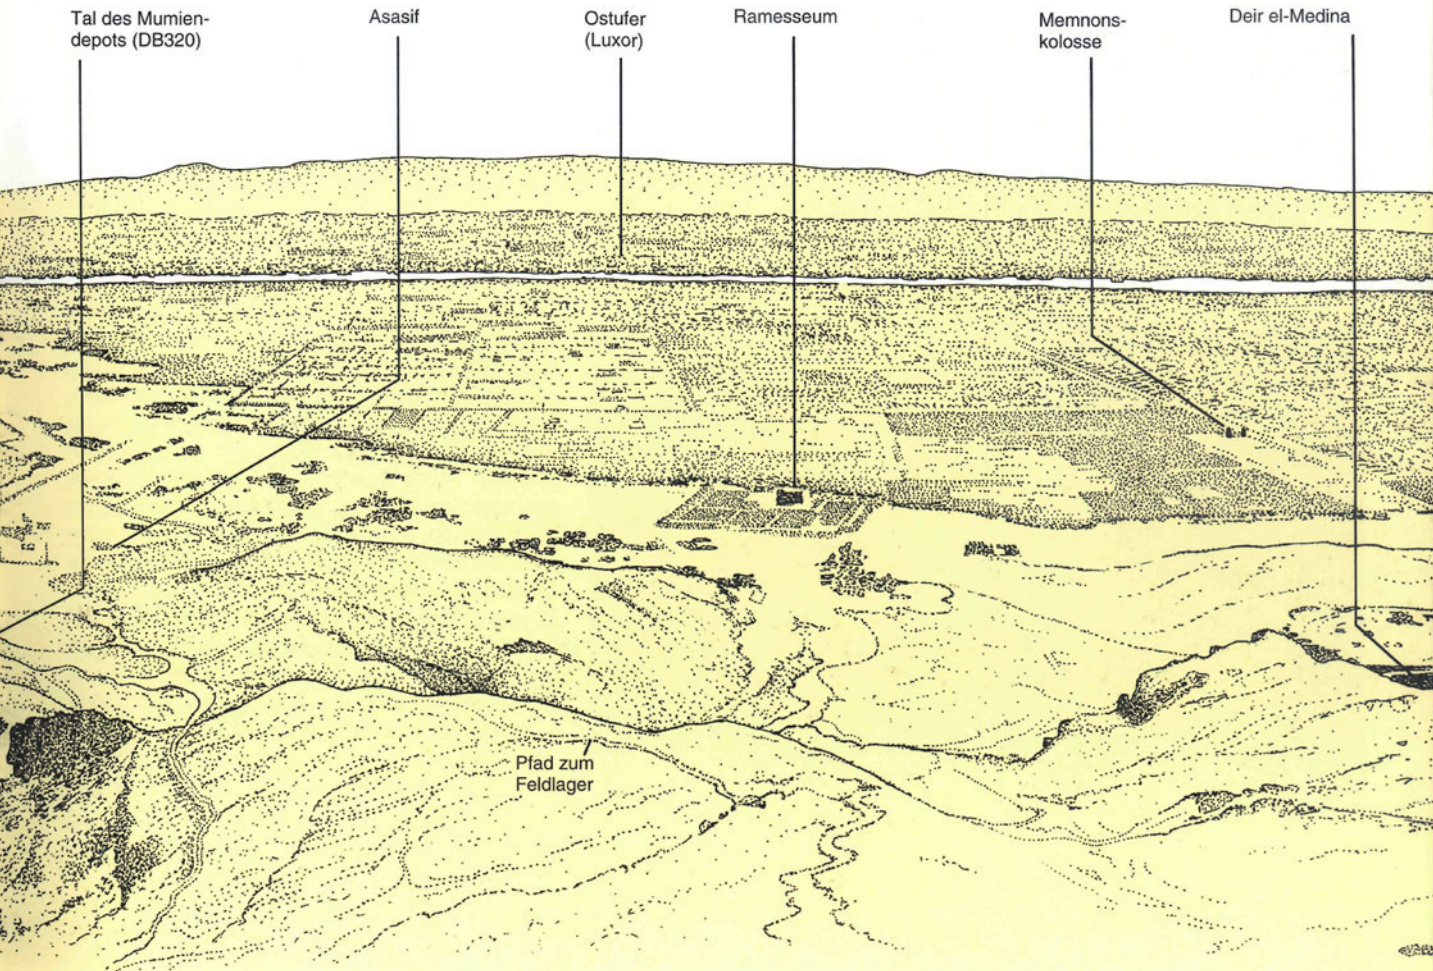 Tal des Mumien-
depots (DB320)
Asasif
Ostufer
(Luxor)
Ramesseum
Memnons-
kolosse
Deir el-Medina
Pfad zum
Feldlager